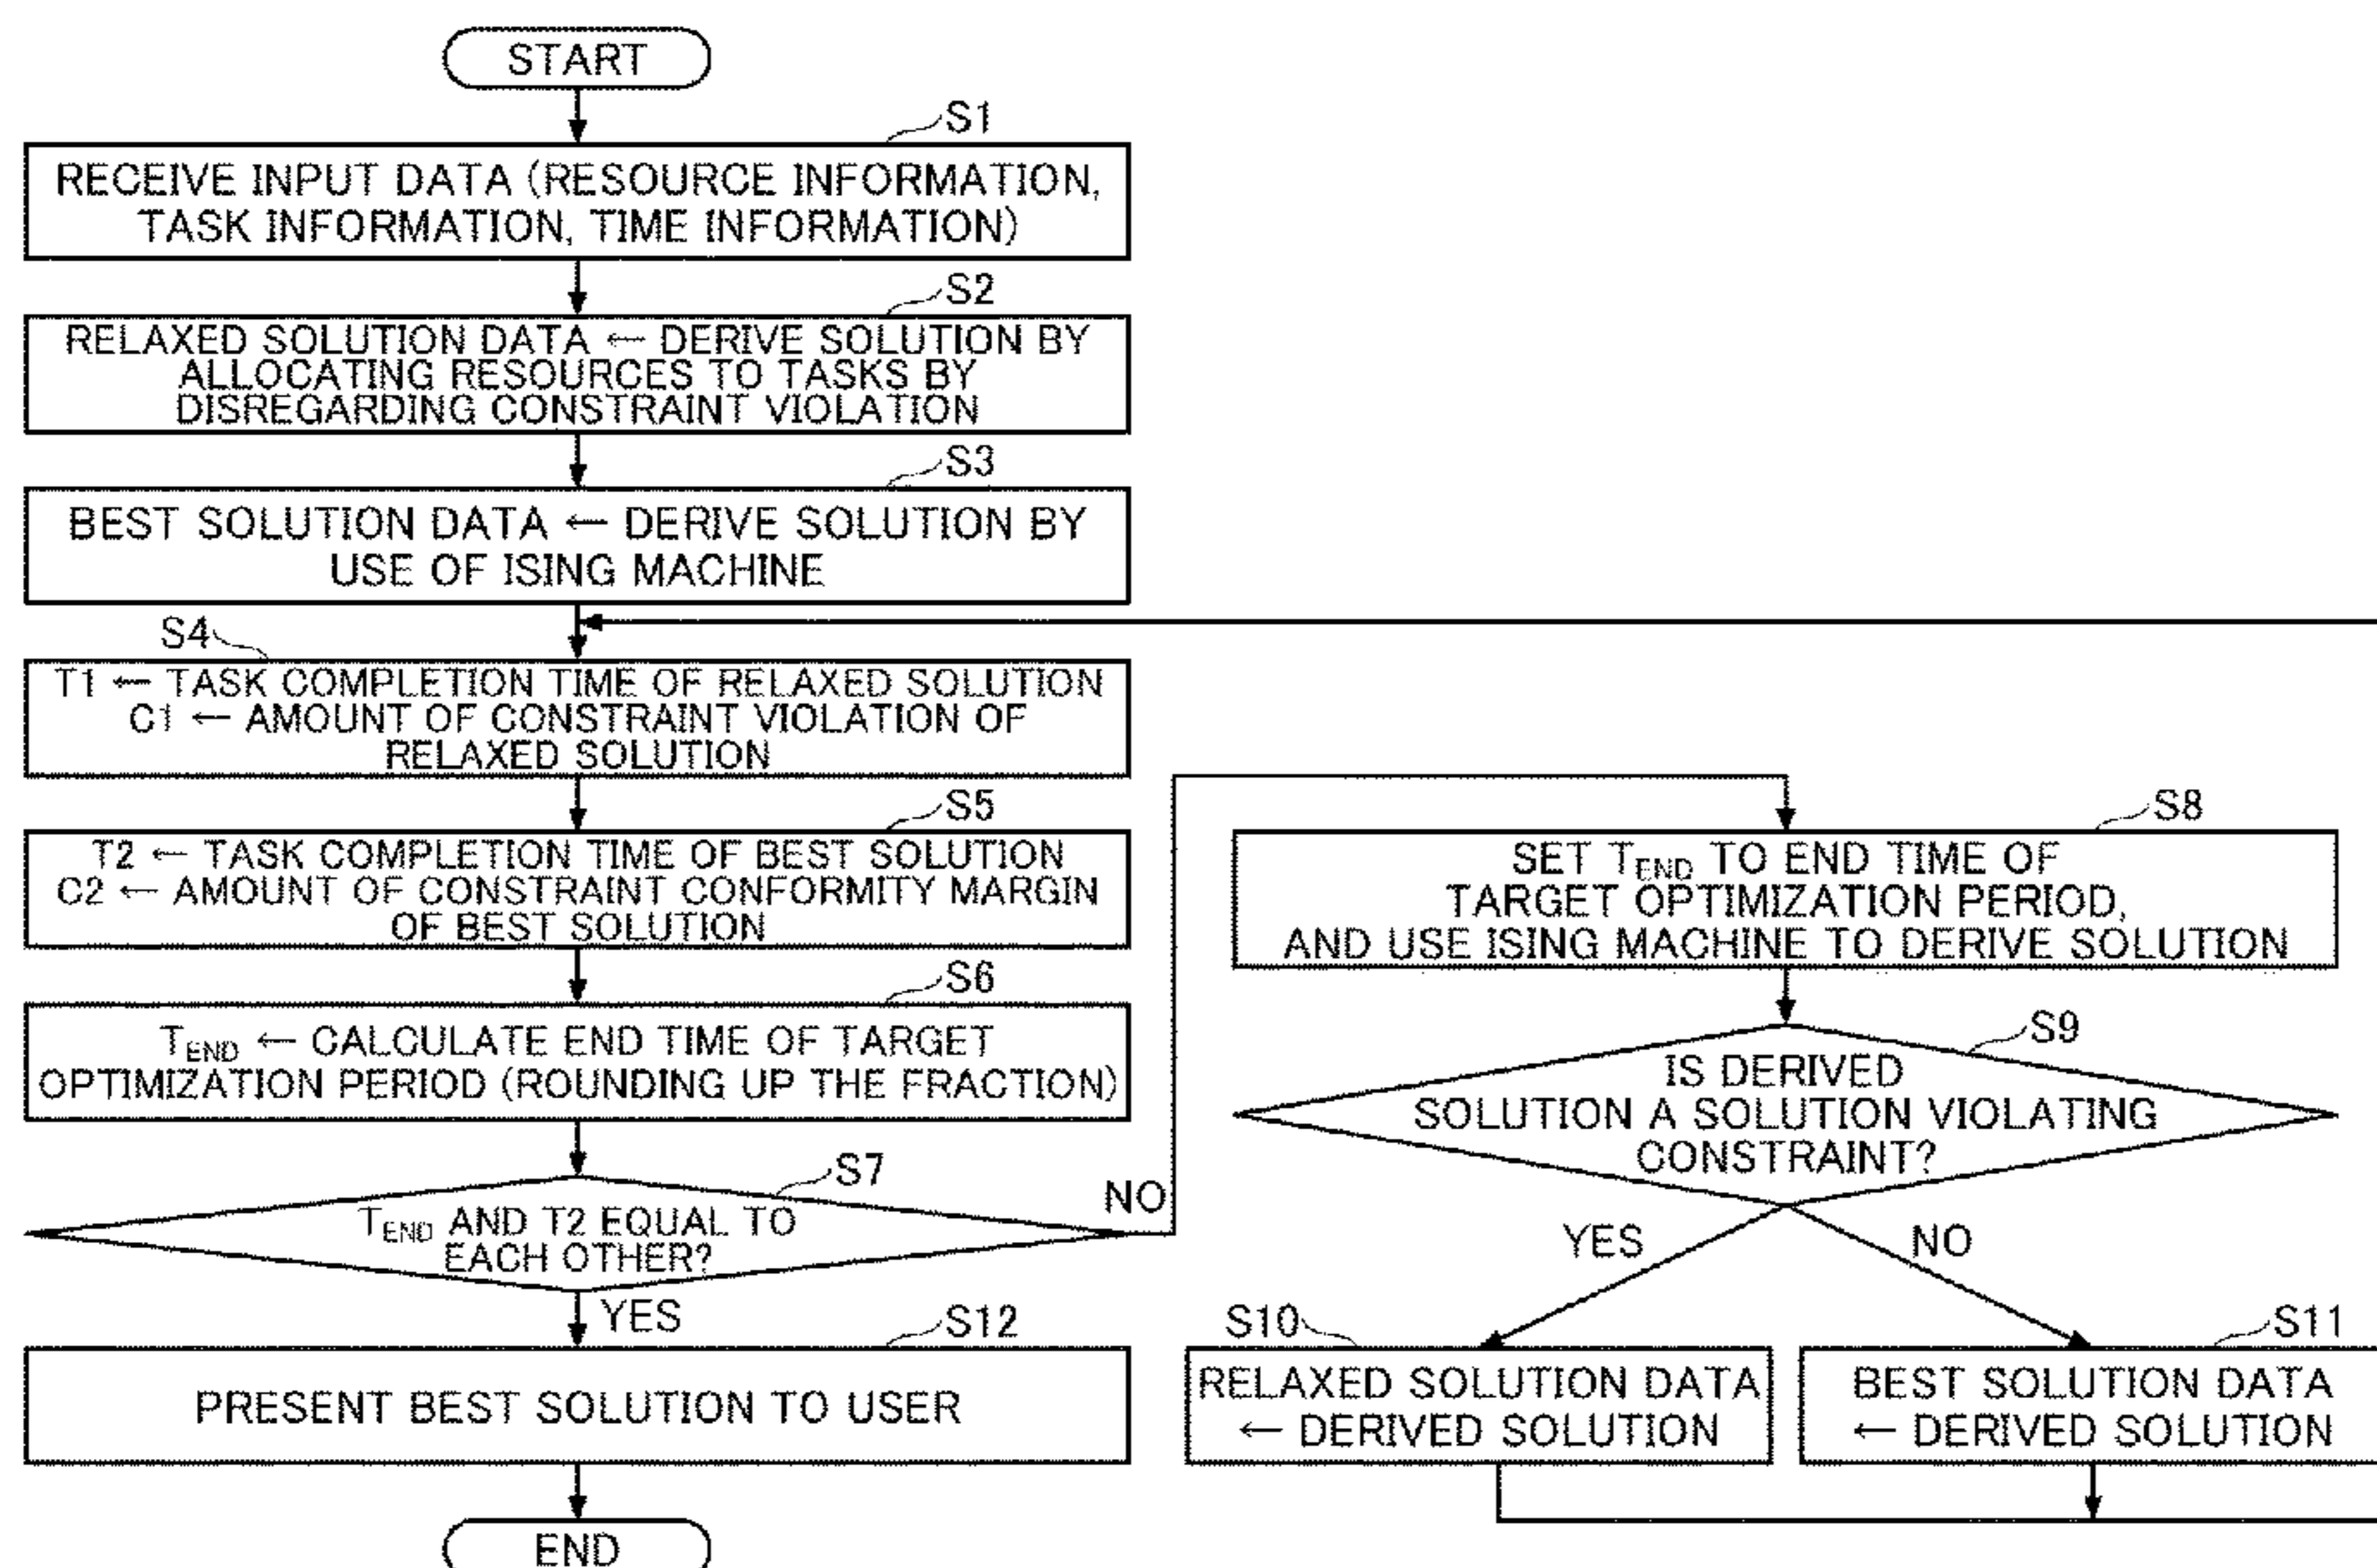 START
S1
RECEIVE INPUT DATA (RESOURCE INFORMATION,
TASK INFORMATION, TIME INFORMATION)
S2
RELAXED SOLUTION DATA ← DERIVE SOLUTION BY
ALLOCATING RESOURCES TO TASKS BY
DISREGARDING CONSTRAINT VIOLATION
S3
BEST SOLUTION DATA ← DERIVE SOLUTION BY
USE OF ISING MACHINE
S4
T1 ← TASK COMPLETION TIME OF RELAXED SOLUTION
C1 ← AMOUNT OF CONSTRAINT VIOLATION OF
RELAXED SOLUTION
S5
T2 ← TASK COMPLETION TIME OF BEST SOLUTION
C2 ← AMOUNT OF CONSTRAINT CONFORMITY MARGIN
OF BEST SOLUTION
S6
TEND ← CALCULATE END TIME OF TARGET
OPTIMIZATION PERIOD (ROUNDING UP THE FRACTION)
S7
TEND AND T2 EQUAL TO
EACH OTHER?
NO
YES
S8
SET TEND TO END TIME OF
TARGET OPTIMIZATION PERIOD,
AND USE ISING MACHINE TO DERIVE SOLUTION
S9
IS DERIVED
SOLUTION A SOLUTION VIOLATING
CONSTRAINT?
YES
NO
S10
RELAXED SOLUTION DATA
← DERIVED SOLUTION
S11
BEST SOLUTION DATA
← DERIVED SOLUTION
S12
PRESENT BEST SOLUTION TO USER
END